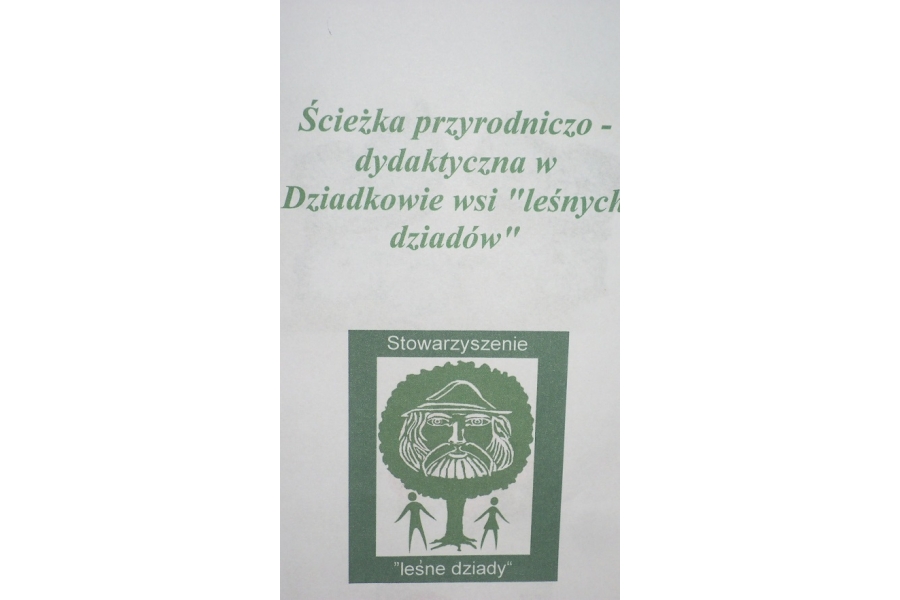 Ścieżka przyrodniczo -
dydaktyczna w
Dziadkowie wsi "leśnych
dziadów"
Stowarzyszenie
"leśne dziady"